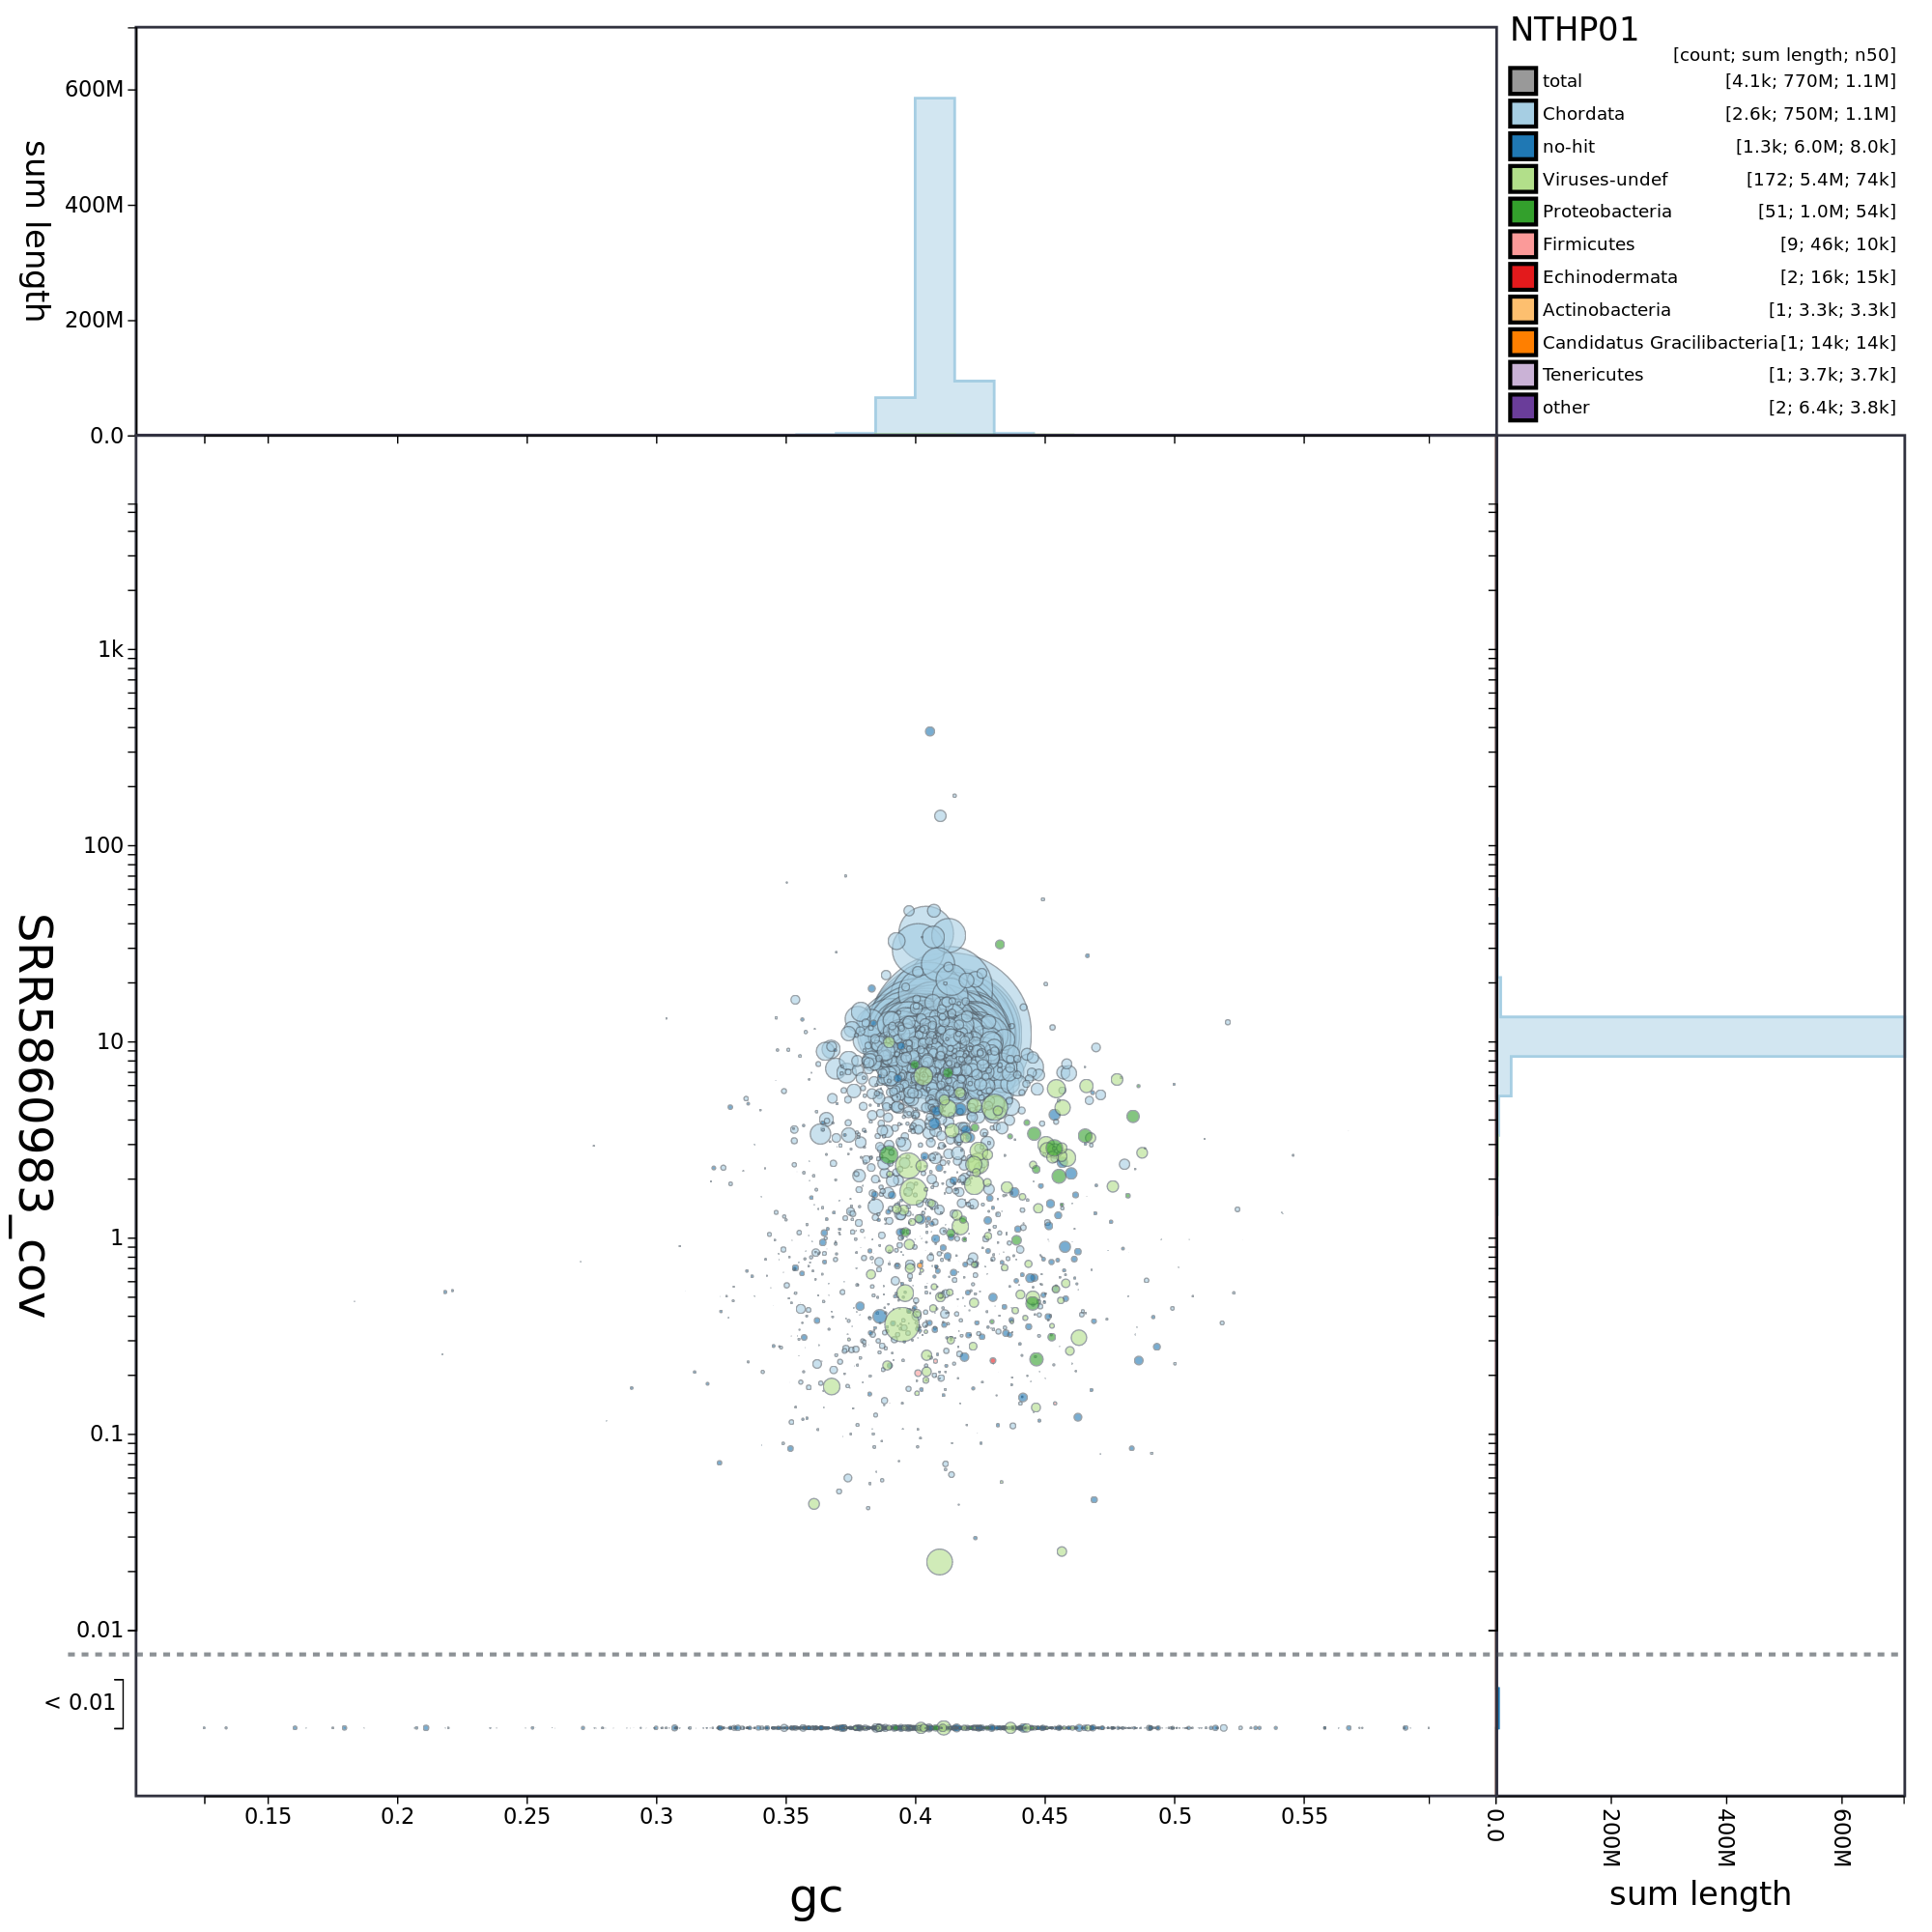 NTHP01
[count; sum length; n50]
total [4.1k; 770M; 1.1M]
Chordata [2.6k; 750M; 1.1M]
no-hit [1.3k; 6.0M; 8.0k]
Viruses-undef [172; 5.4M; 74k]
Proteobacteria [51; 1.0M; 54k]
Firmicutes [9; 46k; 10k]
Echinodermata [2; 16k; 15k]
Actinobacteria [1; 3.3k; 3.3k]
Candidatus Gracilibacteria [1; 14k; 14k]
Tenericutes [1; 3.7k; 3.7k]
other [2; 6.4k; 3.8k]
sum length
600M
400M
200M
0.0
SRR5860983_cov
1k
100
10
1
0.1
0.01
< 0.01
0.15 0.2 0.25 0.3 0.35 0.4 0.45 0.5 0.55
gc
0.0 200M 400M 600M
sum length